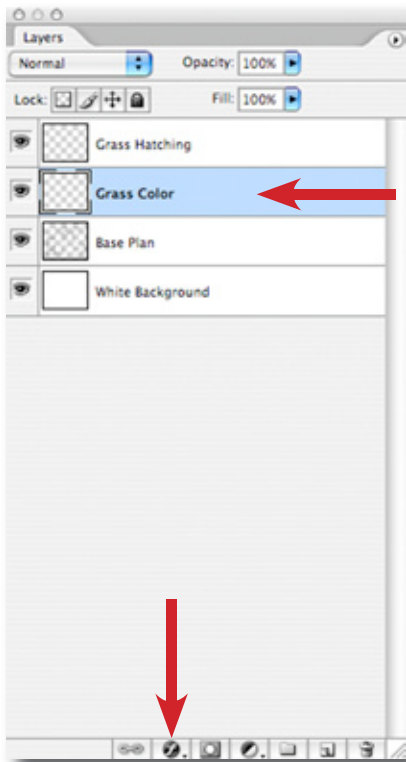 Layers
Normal Opacity: 100%
Lock: Fill: 100%
Grass Hatching
Grass Color
Base Plan
White Background